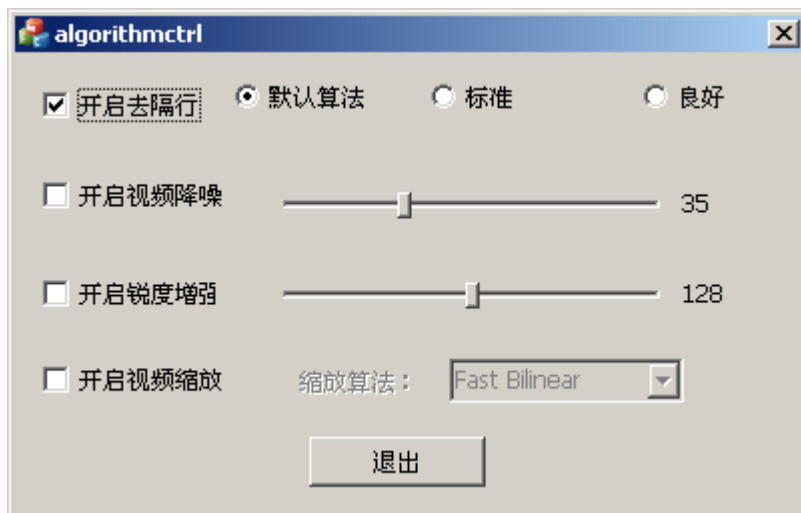 algorithmctrl
开启去隔行 默认算法 标准 良好
开启视频降噪 35
开启锐度增强 128
开启视频缩放 缩放算法： Fast Bilinear
退出